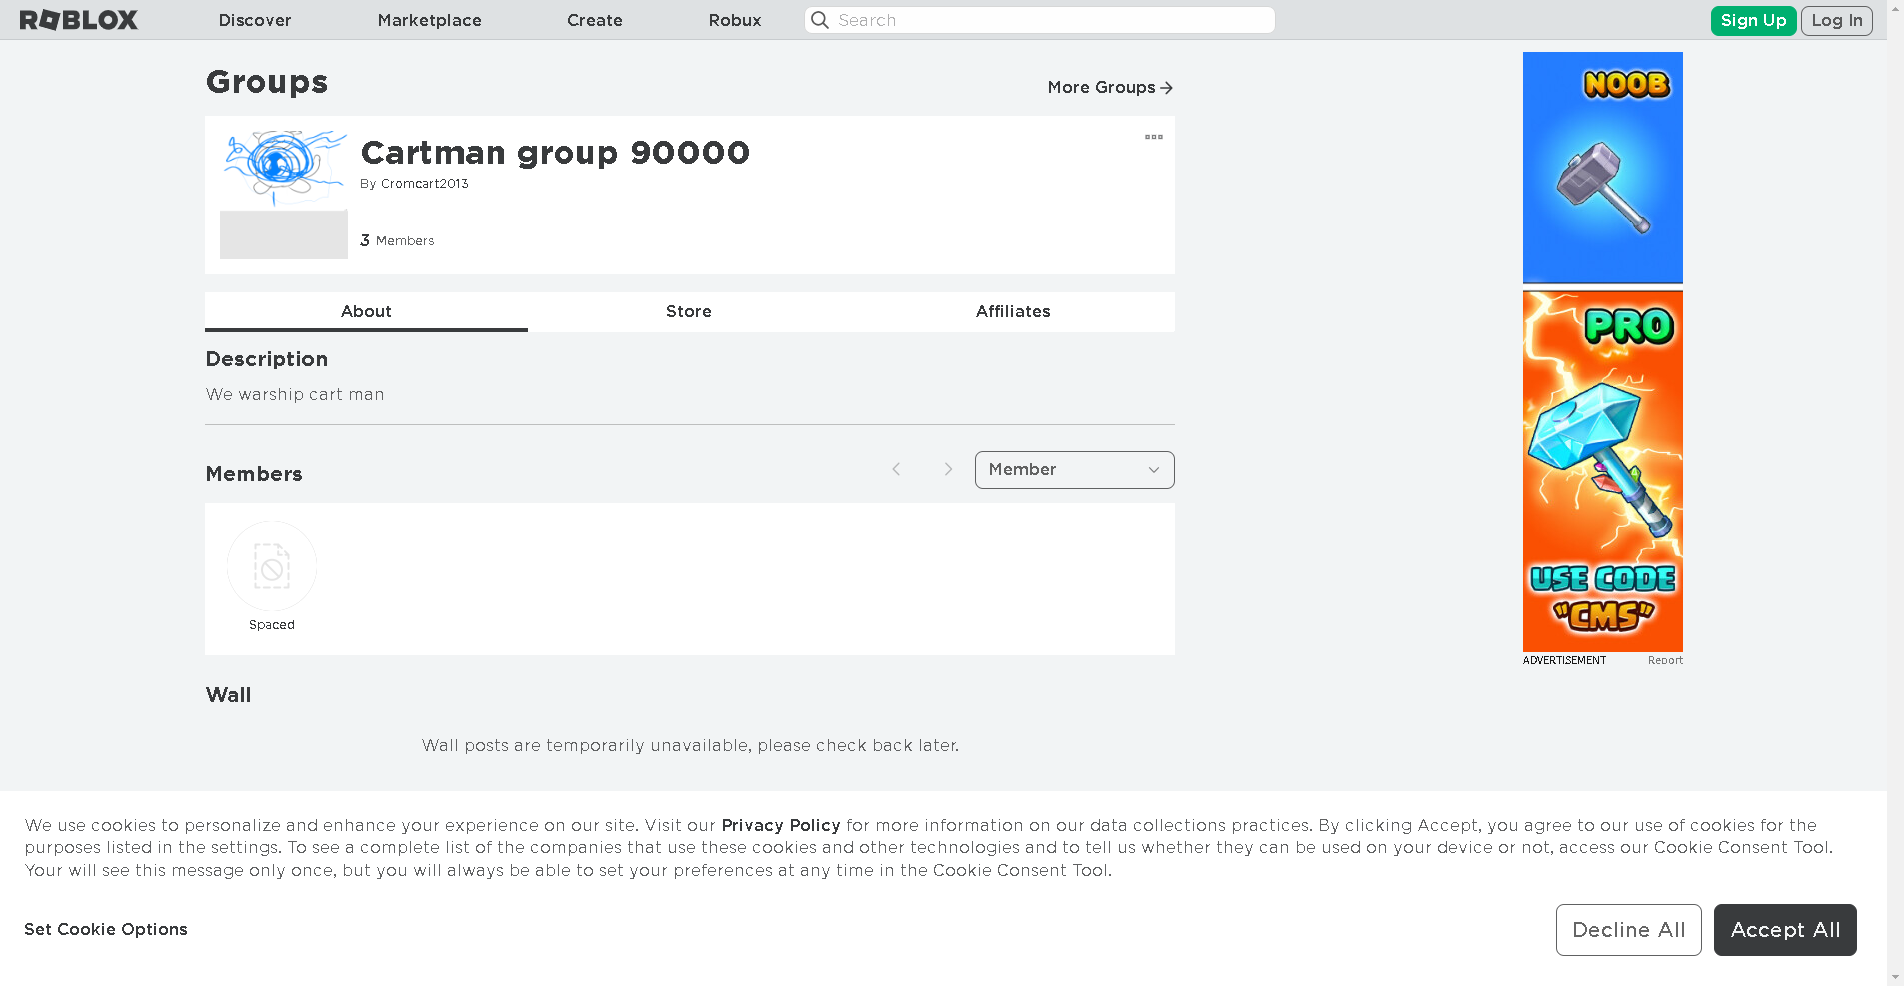 ROBLOX
Discover
Marketplace
Create
Robux
Search
Sign Up
Log In
Groups
More Groups
Cartman group 90000
By Cromcart2013
3 Members
About
Store
Affiliates
Description
We warship cart man
Members
Member
Spaced
Wall
Wall posts are temporarily unavailable, please check back later.
NOOB
PRO
USE CODE
"CMS"
ADVERTISEMENT
Report
We use cookies to personalize and enhance your experience on our site. Visit our Privacy Policy for more information on our data collections practices. By clicking Accept, you agree to our use of cookies for the
purposes listed in the settings. To see a complete list of the companies that use these cookies and other technologies and to tell us whether they can be used on your device or not, access our Cookie Consent Tool.
Your will see this message only once, but you will always be able to set your preferences at any time in the Cookie Consent Tool.
Set Cookie Options
Decline All
Accept All